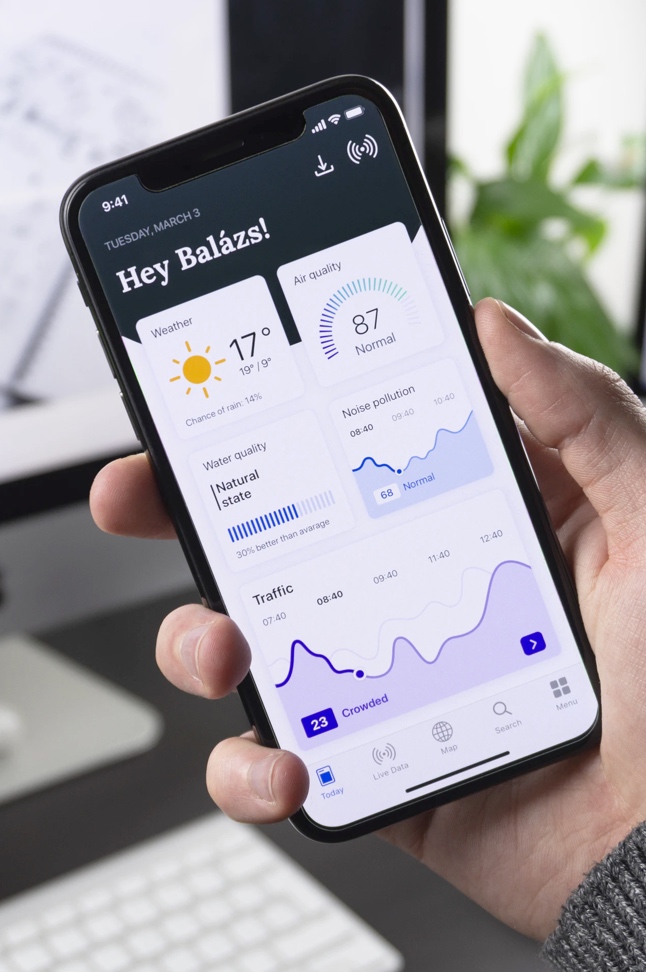 9:41
TUESDAY, MARCH 3
Hey Balázs!
Weather
17°
19° / 9°
Chance of rain: 14%
Air quality
87
Normal
Water quality
Natural
state
30% better than avarage
Noise pollution
08:40 09:40 10:40
68 Normal
Traffic
07:40 08:40 09:40 11:40 12:40
23 Crowded
Today Live Data Map Search Menu